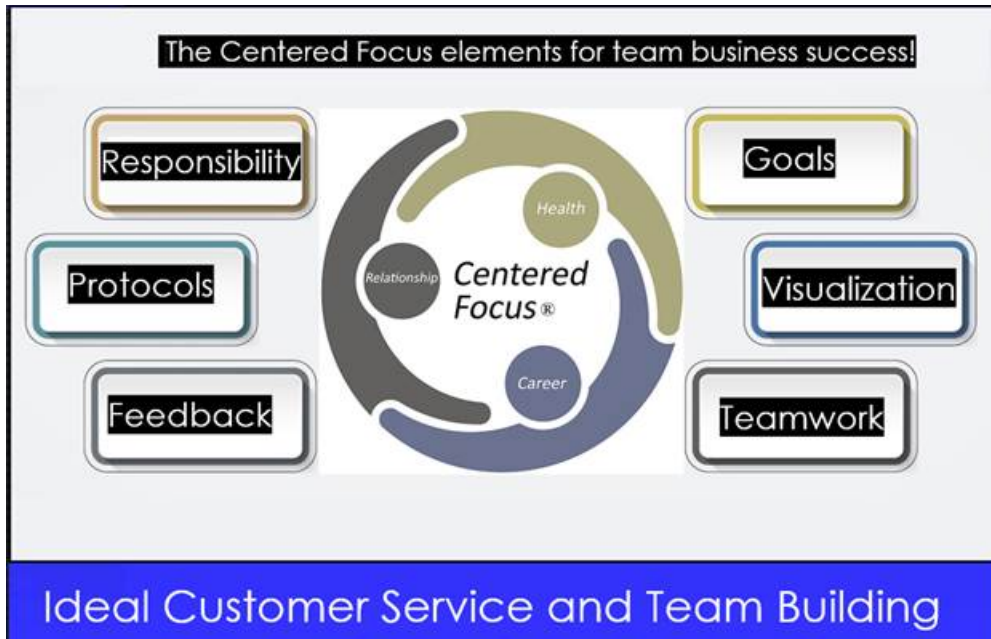 The Centered Focus elements for team business success!
Responsibility
Goals
Health
Protocols
Relationship
Centered
Focus ®
Visualization
Career
Feedback
Teamwork
Ideal Customer Service and Team Building